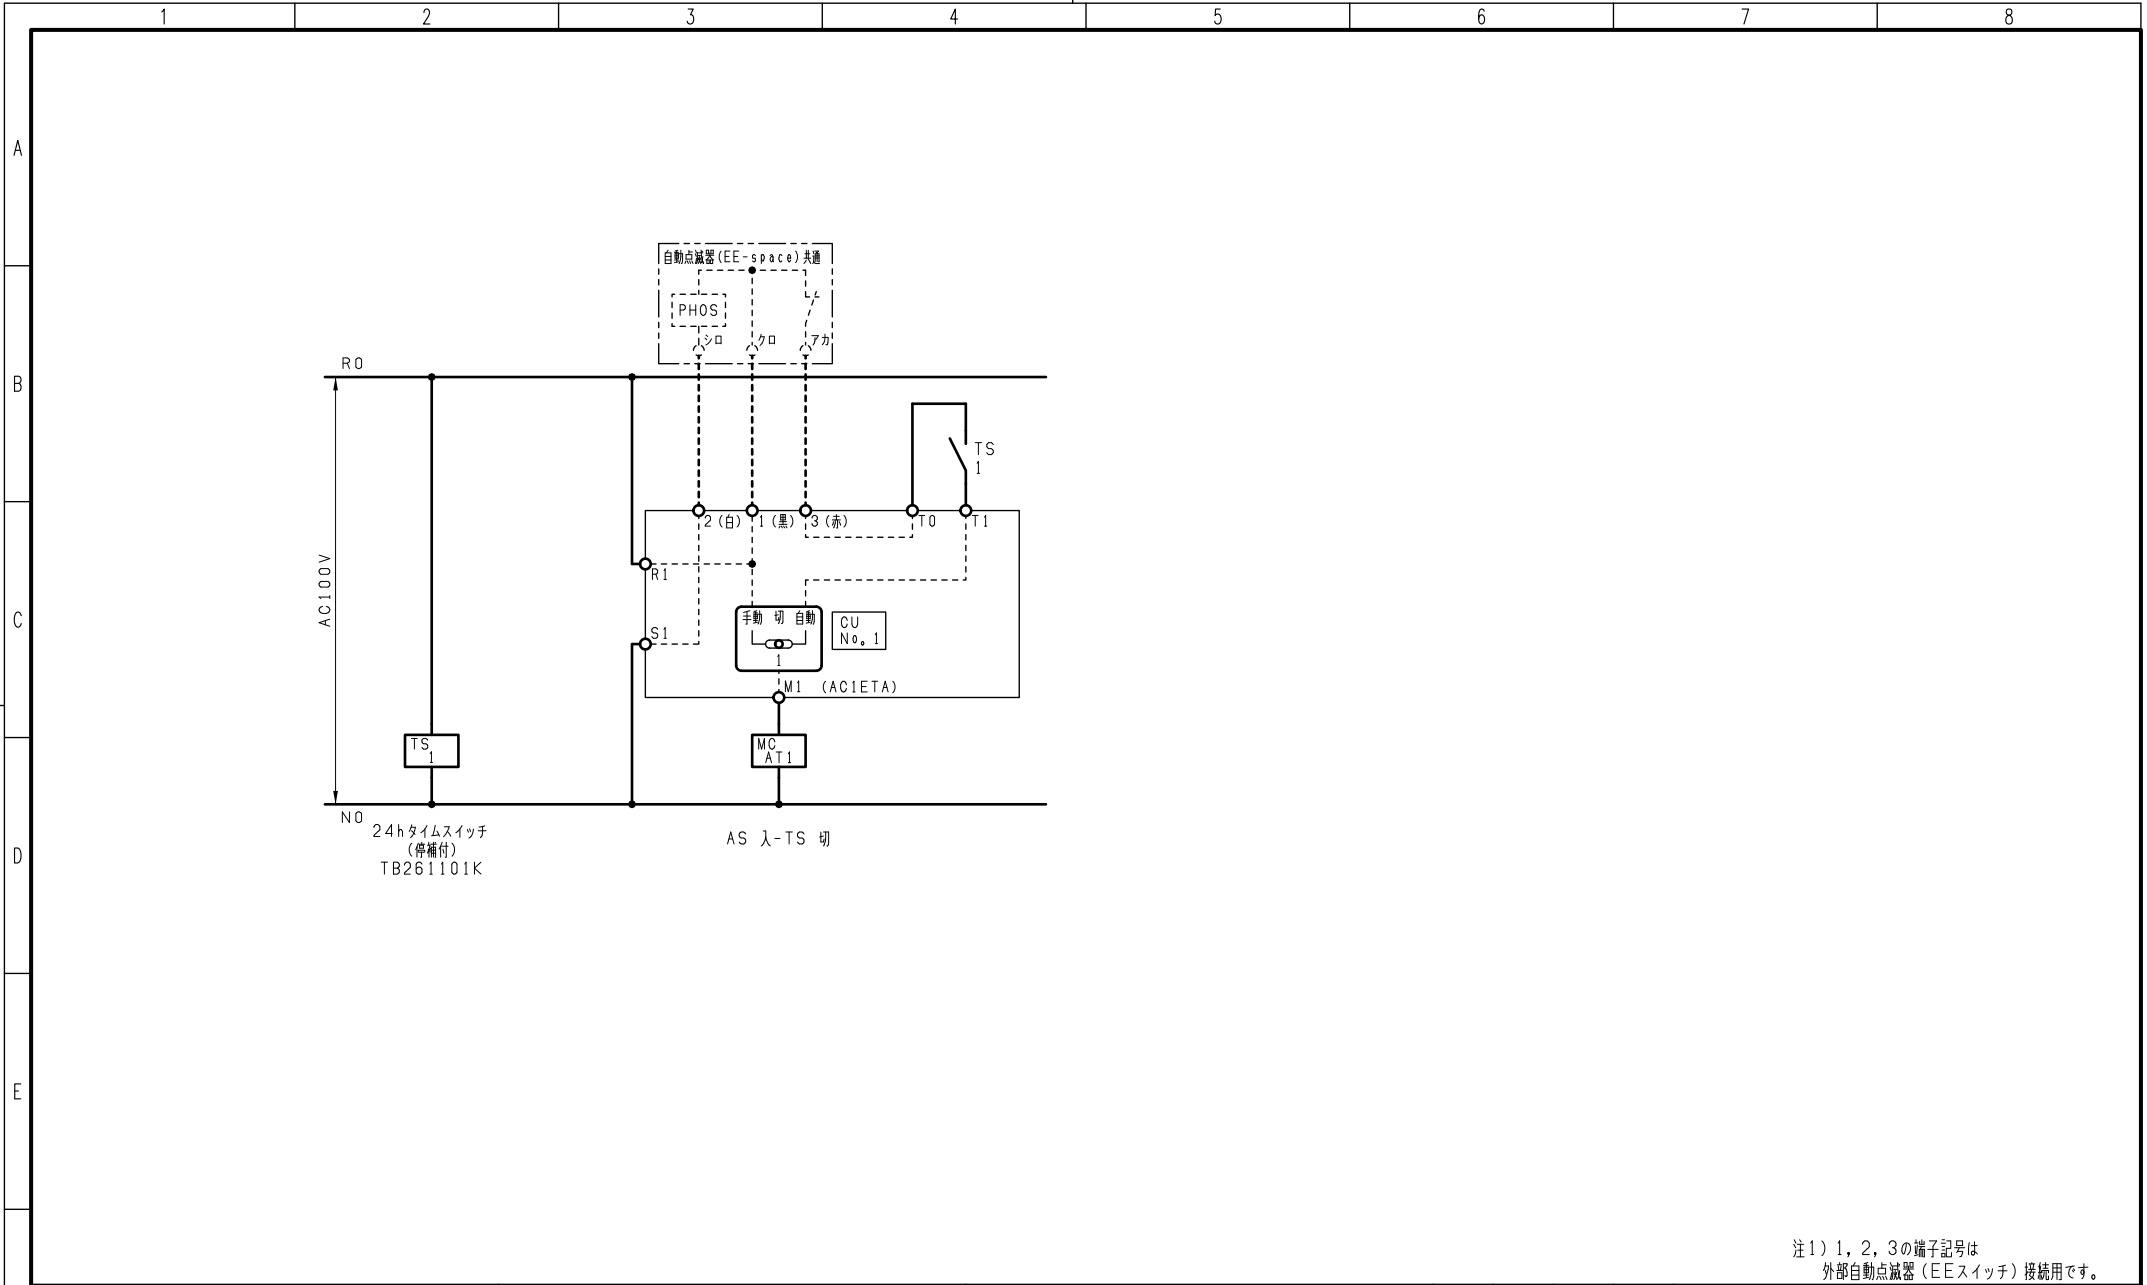 1 2 3 4 5 6 7 8
A
自動点滅器(EE-space)共通
PHOS
シロ クロ アカ
R0
B
TS
1
2(白) 1(黒) 3(赤) T0 T1
R1
AC100V
C
手動 切 自動
CU
No。1
S1
1
M1 (AC1ETA)
TS
1
MC
AT1
N0
24hタイムスイッチ
(停補付)
TB261101K
AS 入-TS 切
D
E
注1) 1, 2, 3の端子記号は
外部自動点滅器(EEスイッチ)接続用です。